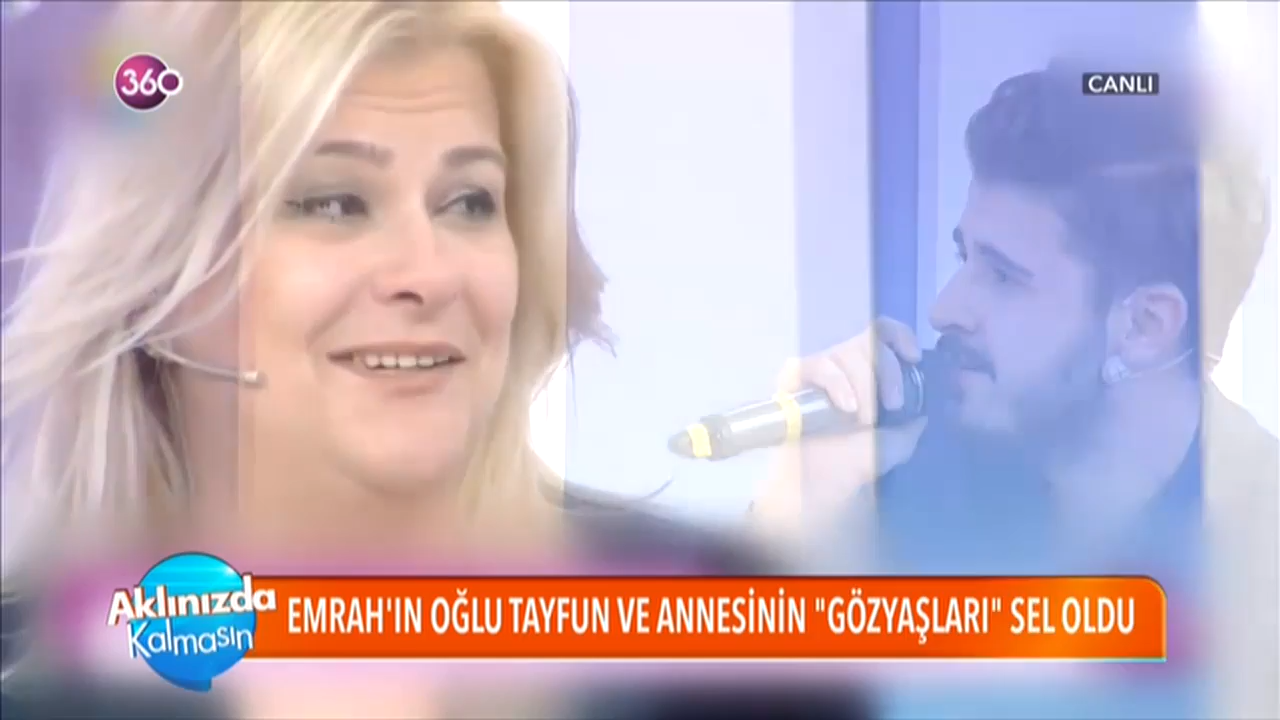 360
CANLI
Aklınızda
Kalmasın
EMRAH'IN OĞLU TAYFUN VE ANNESİNİN "GÖZYAŞLARI" SEL OLDU